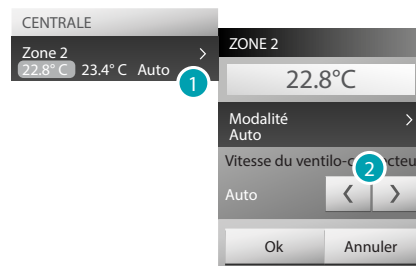 CENTRALE
Zone 2
22.8° C 23.4° C Auto
1
ZONE 2
22.8°C
Modalité
Auto
Vitesse du
2
Auto
Ok Annuler